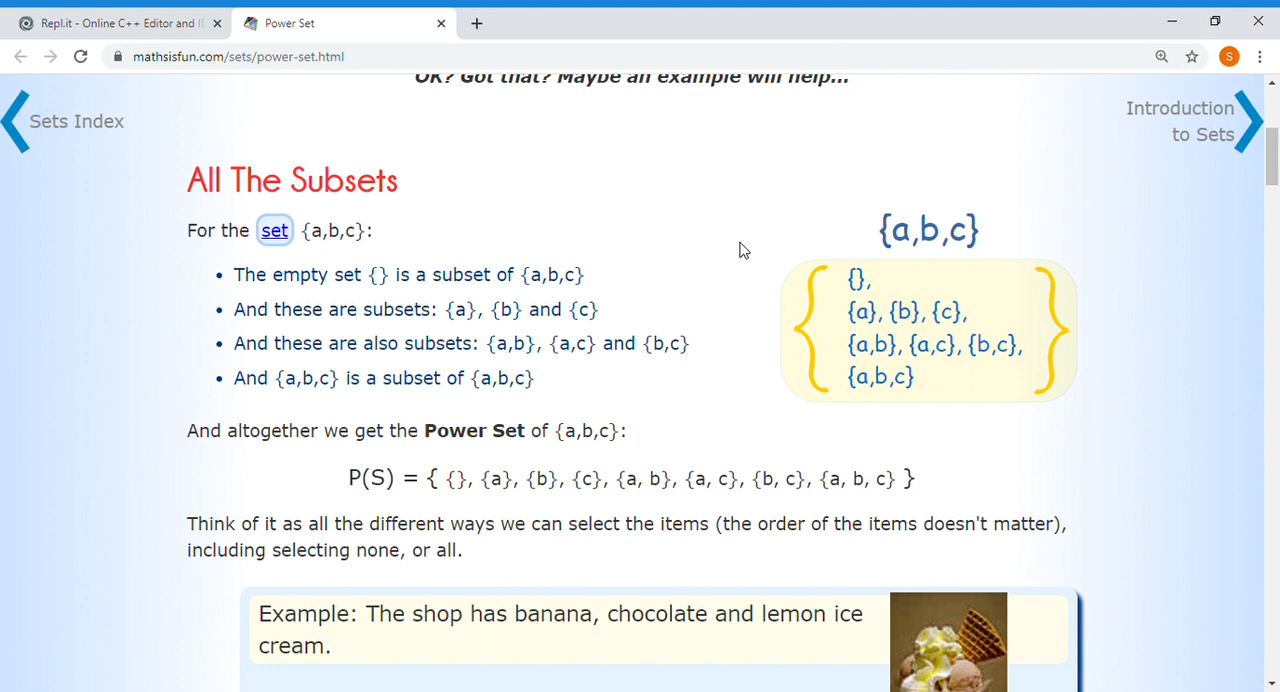 Repl.it - Online C++ Editor and I
Power Set
mathsisfun.com/sets/power-set.html
S
OK? Got that? Maybe an example will help...
Sets Index
Introduction
to Sets
All The Subsets
For the set {a,b,c}:
The empty set {} is a subset of {a,b,c}
And these are subsets: {a}, {b} and {c}
And these are also subsets: {a,b}, {a,c} and {b,c}
And {a,b,c} is a subset of {a,b,c}
{a,b,c}
{ {},
{a}, {b}, {c},
{a,b}, {a,c}, {b,c},
{a,b,c} }
And altogether we get the Power Set of {a,b,c}:
P(S) = { {}, {a}, {b}, {c}, {a, b}, {a, c}, {b, c}, {a, b, c} }
Think of it as all the different ways we can select the items (the order of the items doesn't matter),
including selecting none, or all.
Example: The shop has banana, chocolate and lemon ice
cream.